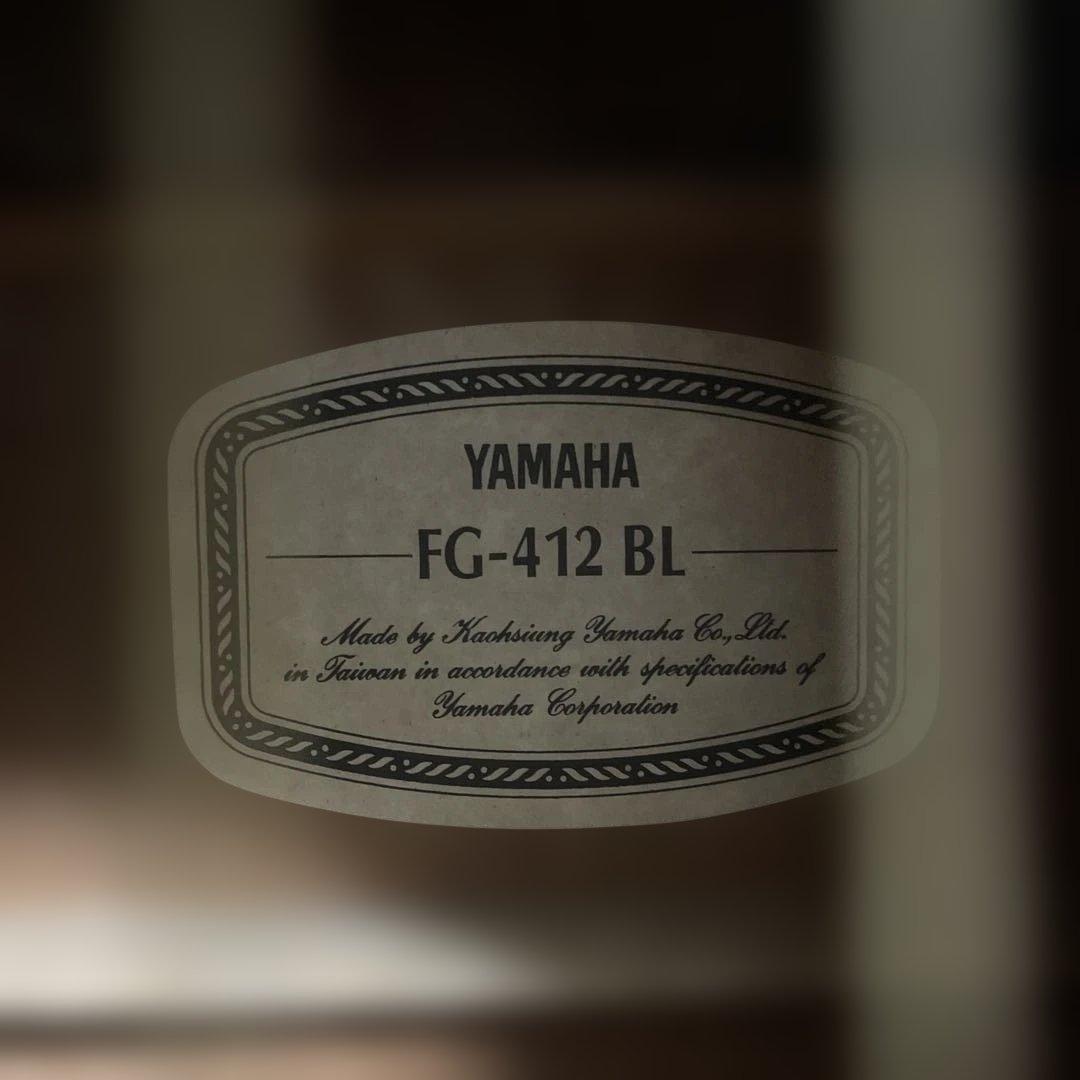 YAMAHA
FG-412 BL
Made by Kaohsiung Yamaha Co., Ltd.
in Taiwan in accordance with specifications of
Yamaha Corporation